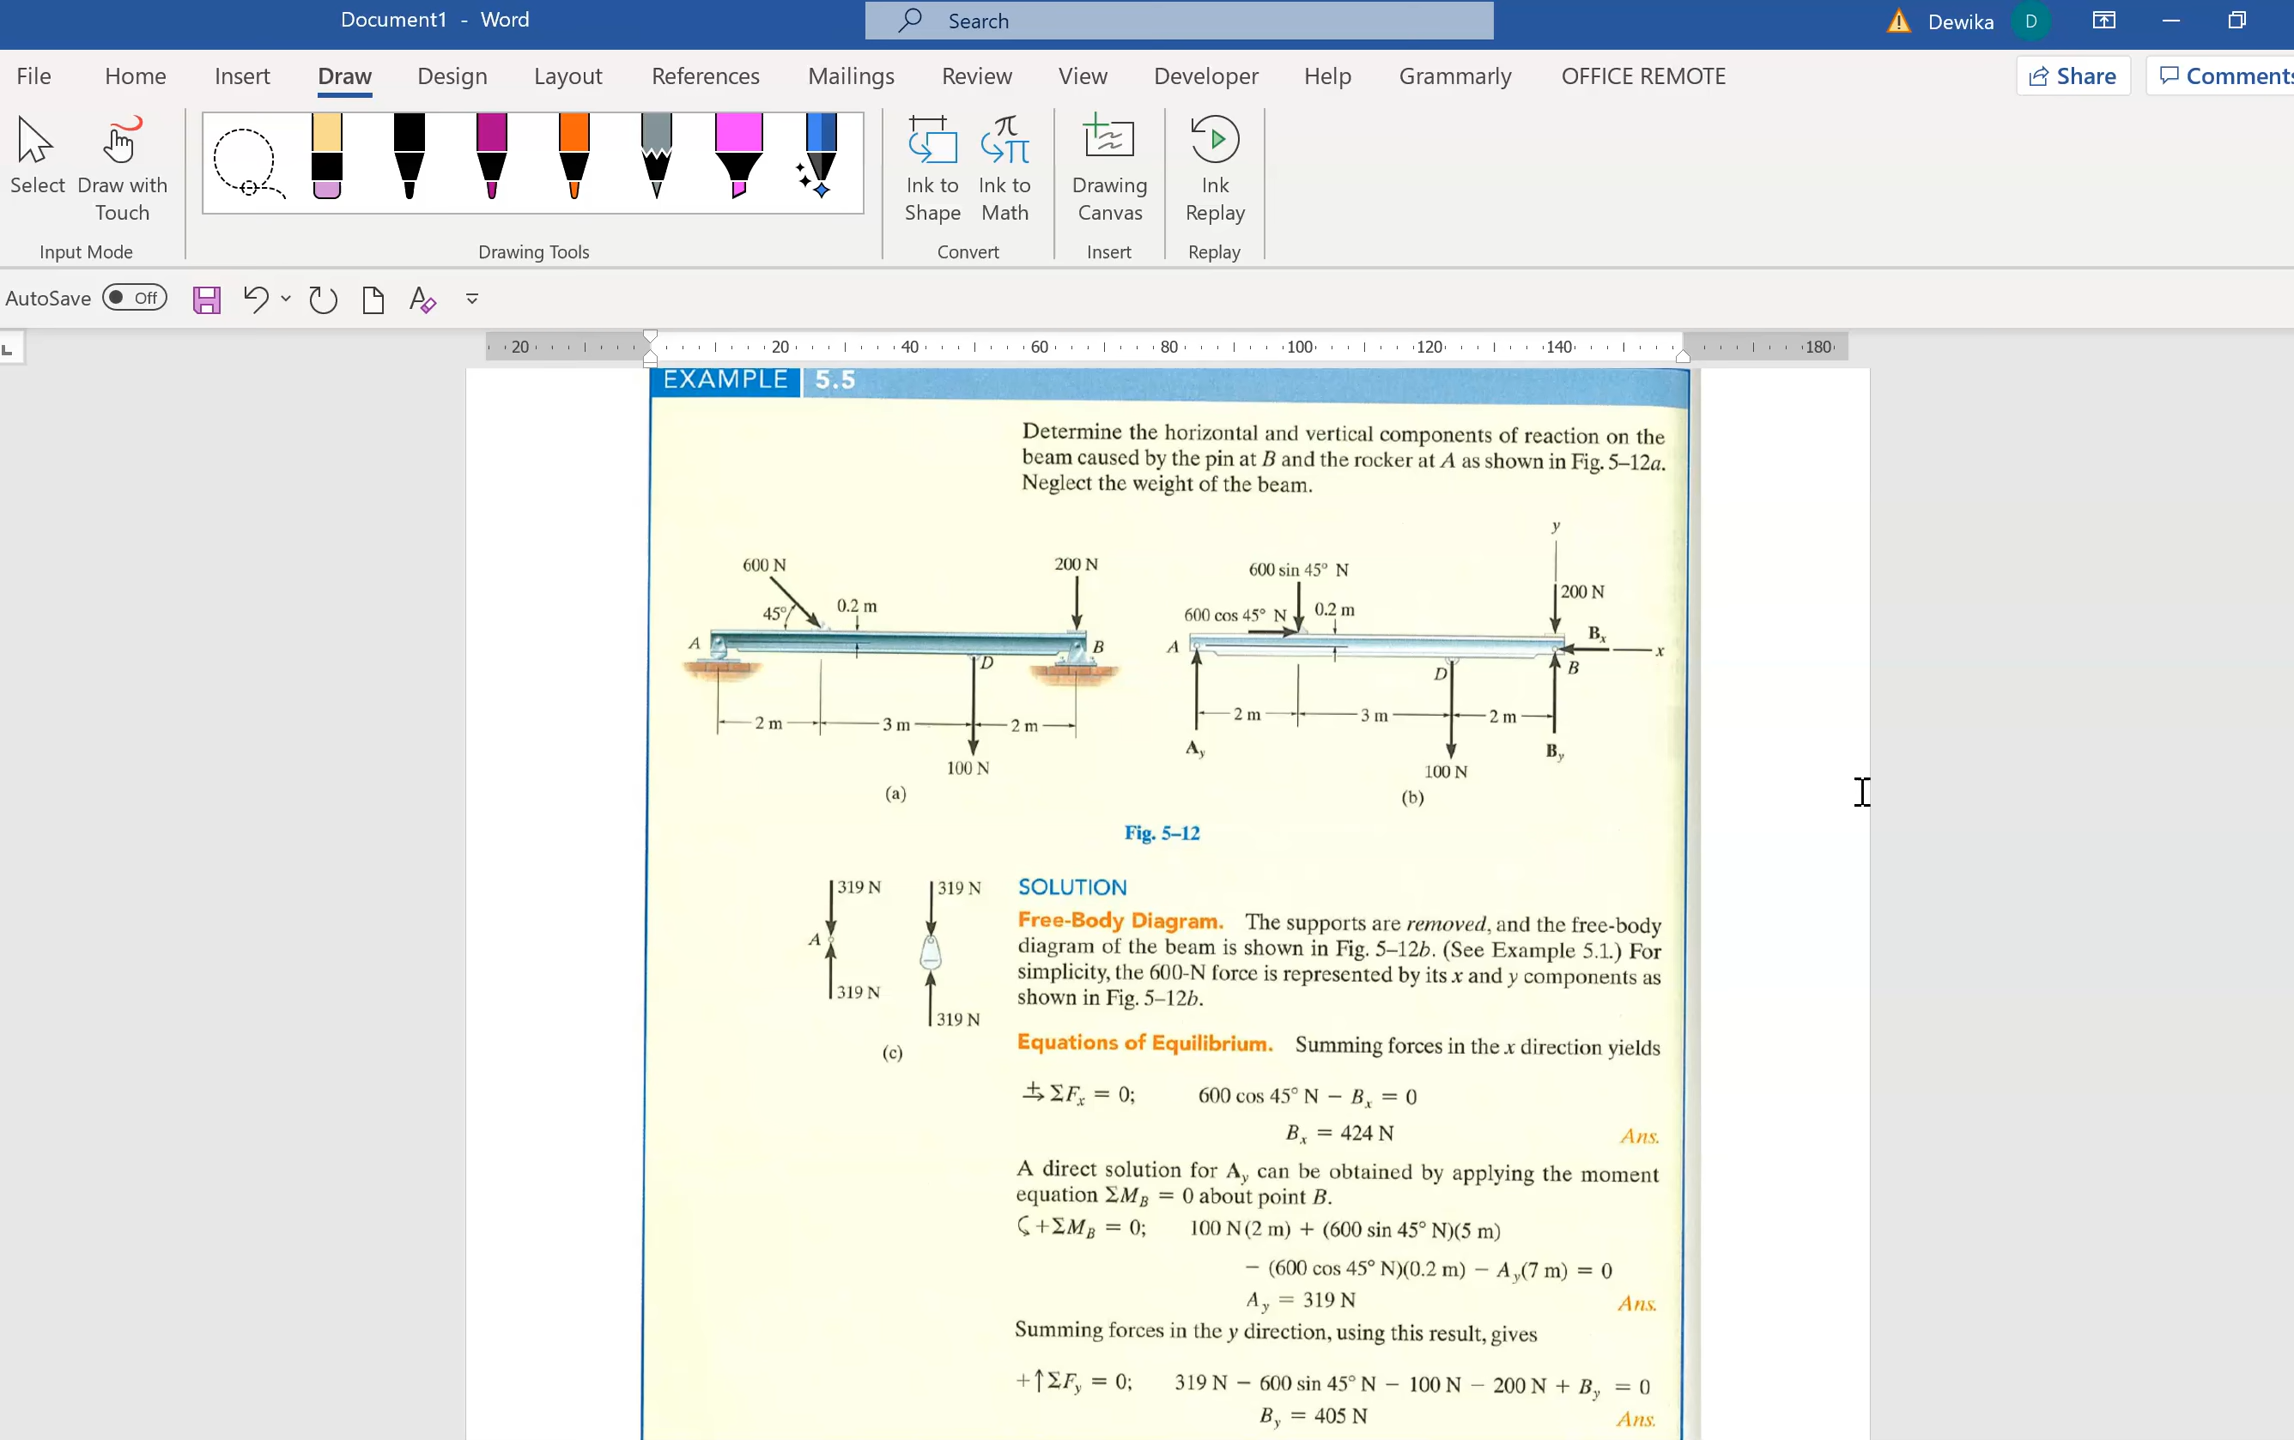 Document1 - Word
Search
Dewika
D
File Home Insert Draw Design Layout References Mailings Review View Developer Help Grammarly OFFICE REMOTE
Share
Comments
Select
Draw with
Touch
Input Mode
Drawing Tools
Ink to
Shape
Ink to
Math
Convert
Drawing
Canvas
Insert
Ink
Replay
Replay
AutoSave Off
20 20 40 60 80 100 120 140 180
EXAMPLE 5.5
Determine the horizontal and vertical components of reaction on the
beam caused by the pin at B and the rocker at A as shown in Fig. 5–12a.
Neglect the weight of the beam.
600 N
45°
0.2 m
200 N
A
B
D
2 m
3 m
2 m
100 N
(a)
y
600 sin 45° N
200 N
600 cos 45° N
0.2 m
Bx
A
x
D
B
2 m
3 m
2 m
Ay
By
100 N
(b)
Fig. 5–12
319 N
319 N
A
319 N
319 N
(c)
SOLUTION
Free-Body Diagram. The supports are removed, and the free-body
diagram of the beam is shown in Fig. 5–12b. (See Example 5.1.) For
simplicity, the 600-N force is represented by its x and y components as
shown in Fig. 5–12b.
Equations of Equilibrium. Summing forces in the x direction yields
±→ ΣFx = 0; 600 cos 45° N − Bx = 0
Bx = 424 N Ans.
A direct solution for Ay can be obtained by applying the moment
equation ΣMB = 0 about point B.
↺+ΣMB = 0; 100 N(2 m) + (600 sin 45° N)(5 m)
− (600 cos 45° N)(0.2 m) − Ay(7 m) = 0
Ay = 319 N Ans.
Summing forces in the y direction, using this result, gives
+↑ΣFy = 0; 319 N − 600 sin 45° N − 100 N − 200 N + By = 0
By = 405 N Ans.